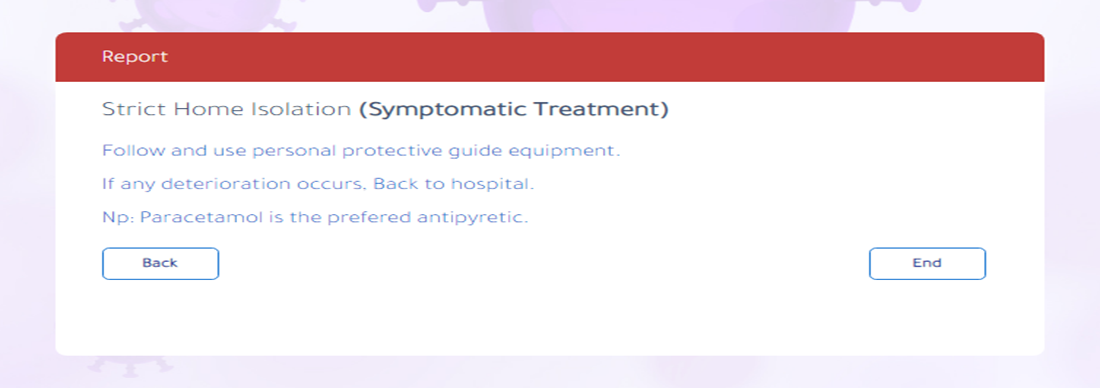 Report
Strict Home Isolation (Symptomatic Treatment)
Follow and use personal protective guide equipment.
If any deterioration occurs. Back to hospital.
Np: Paracetamol is the prefered antipyretic.
Back
End